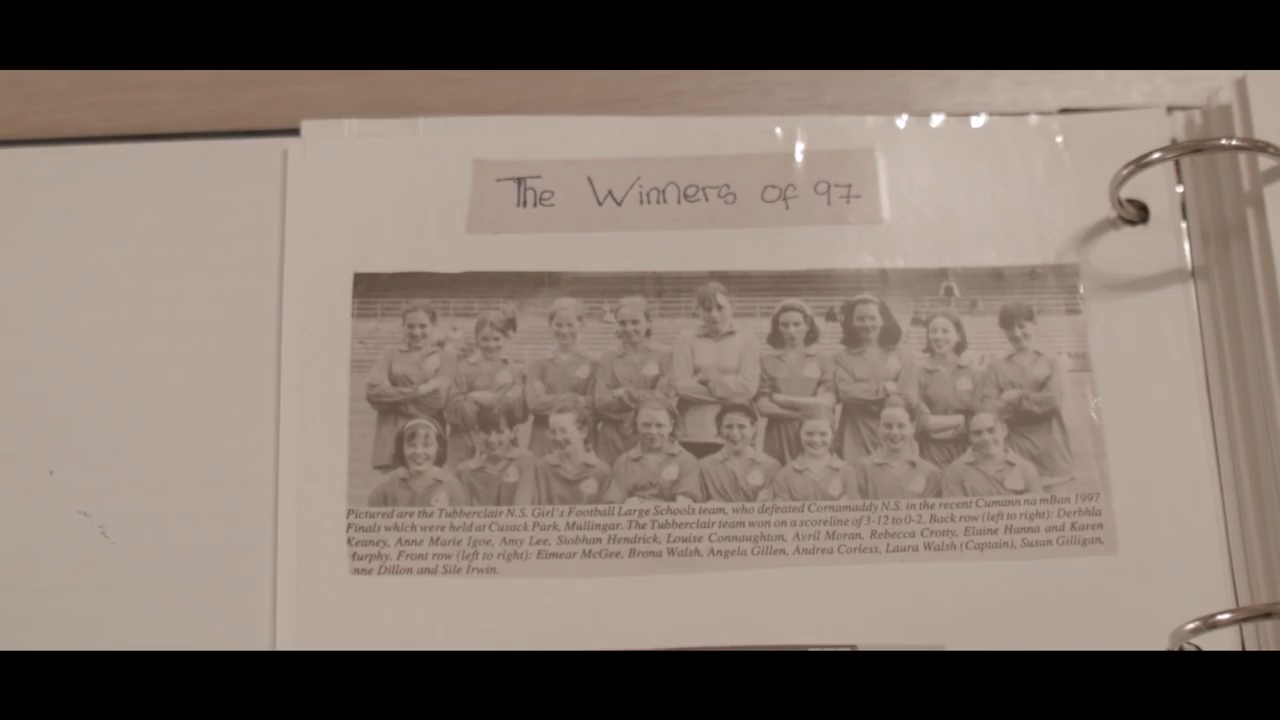 The Winners of 97
Pictured are the Tubberclair N.S. Girl's Football Large Schools team, who defeated Cornamaddy N.S. in the recent Cumann na mBan 1997
Finals which were held at Cusack Park, Mullingar. The Tubberclair team won on a scoreline of 3-12 to 0-2. Back row (left to right): Derbhla
Keaney, Anne Marie Igoe, Amy Lee, Siobhan Hendrick, Louise Connaughton, Avril Moran, Rebecca Crotty, Elaine Hanna and Karen
Murphy. Front row (left to right): Eimear McGee, Brona Walsh, Angela Gillen, Andrea Corless, Laura Walsh (Captain), Susan Gilligan,
nne Dillon and Sile Irwin.